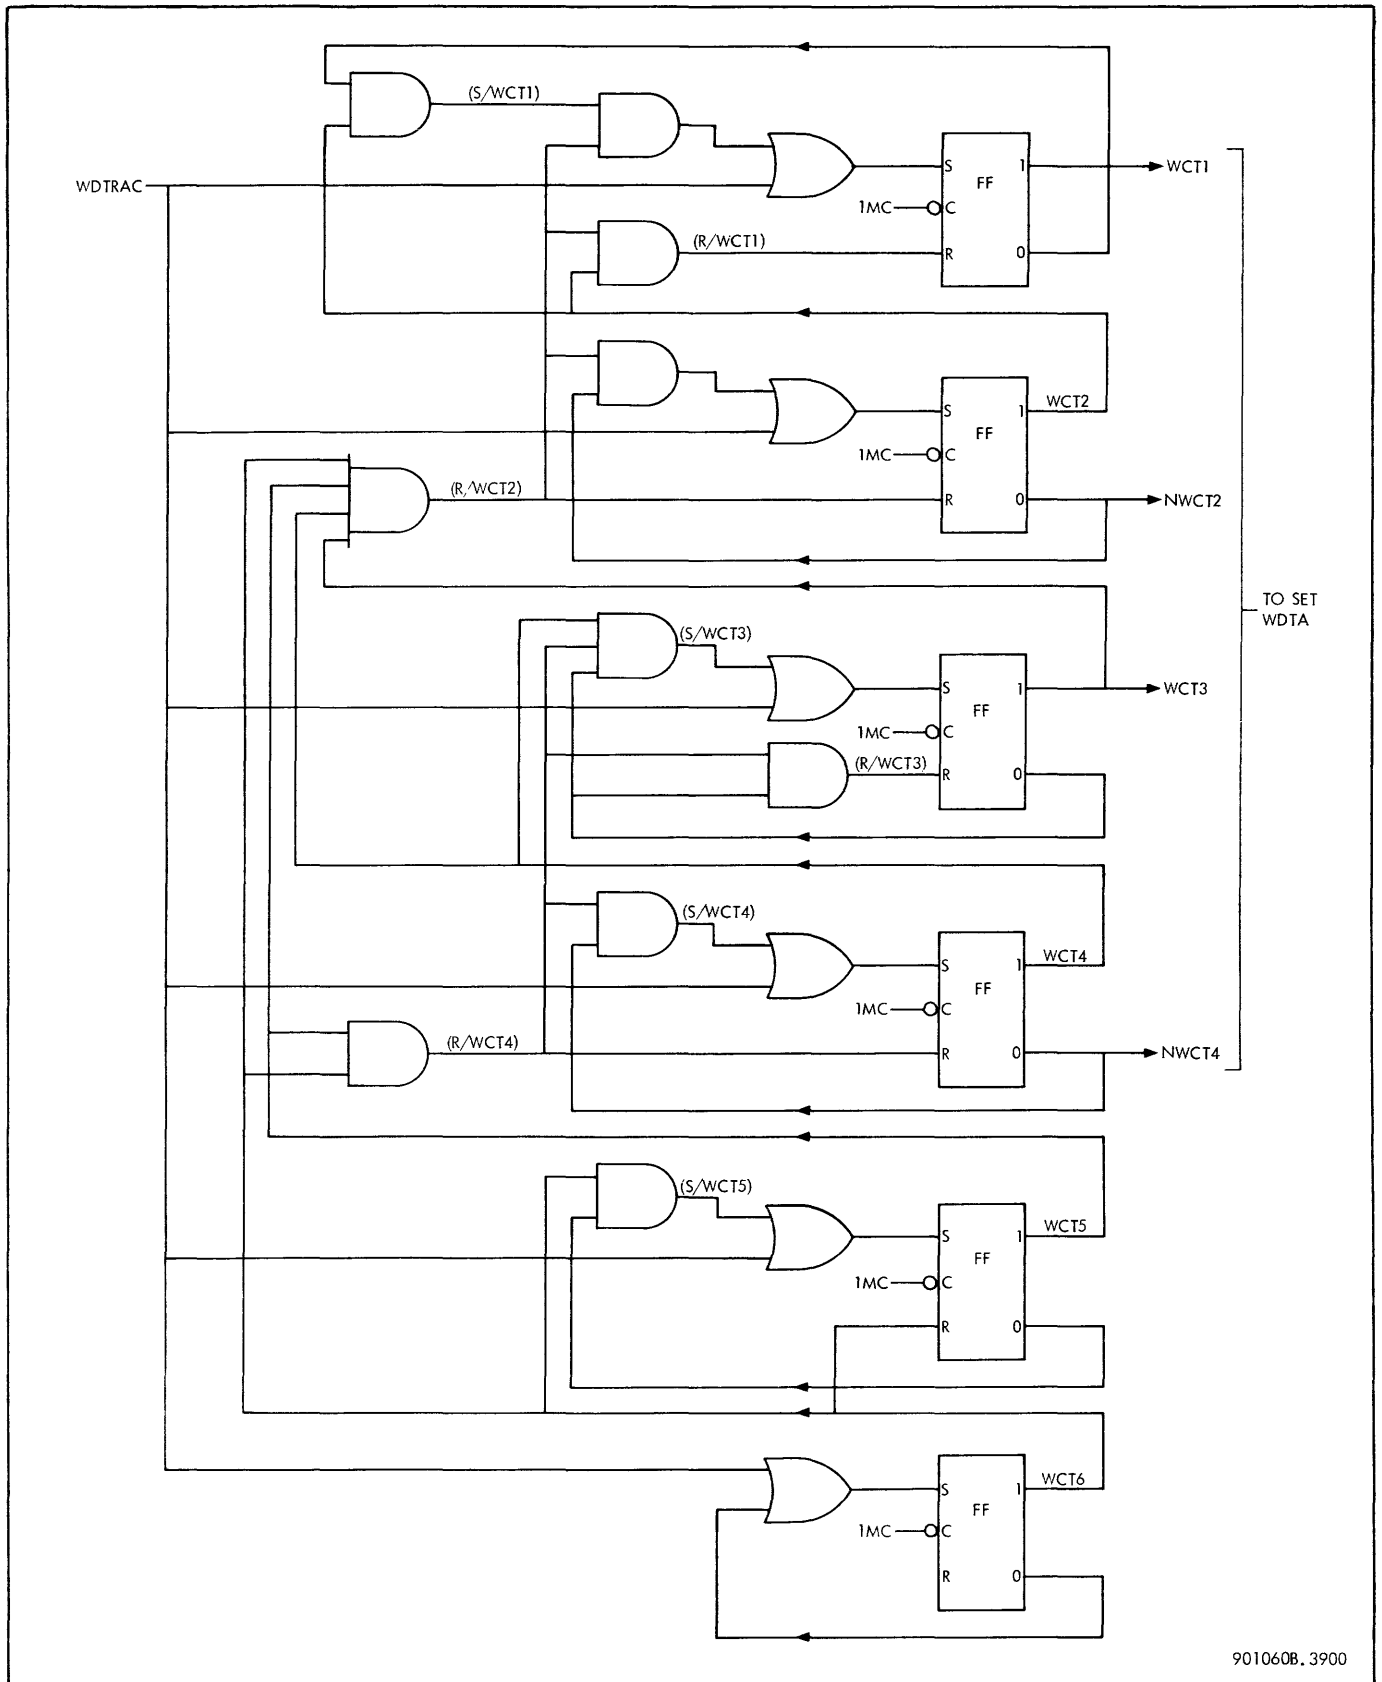 (S/WCT1)
WDTRAC
S
1
WCT1
FF
1MC
C
(R/WCT1)
R
0
S
1
WCT2
FF
1MC
C
(R/WCT2)
R
0
NWCT2
TO SET
WDTA
(S/WCT3)
S
1
WCT3
FF
1MC
C
(R/WCT3)
R
0
(S/WCT4)
S
1
WCT4
FF
1MC
C
(R/WCT4)
R
0
NWCT4
(S/WCT5)
S
1
WCT5
FF
1MC
C
R
0
S
1
WCT6
FF
1MC
C
R
0
901060B.3900